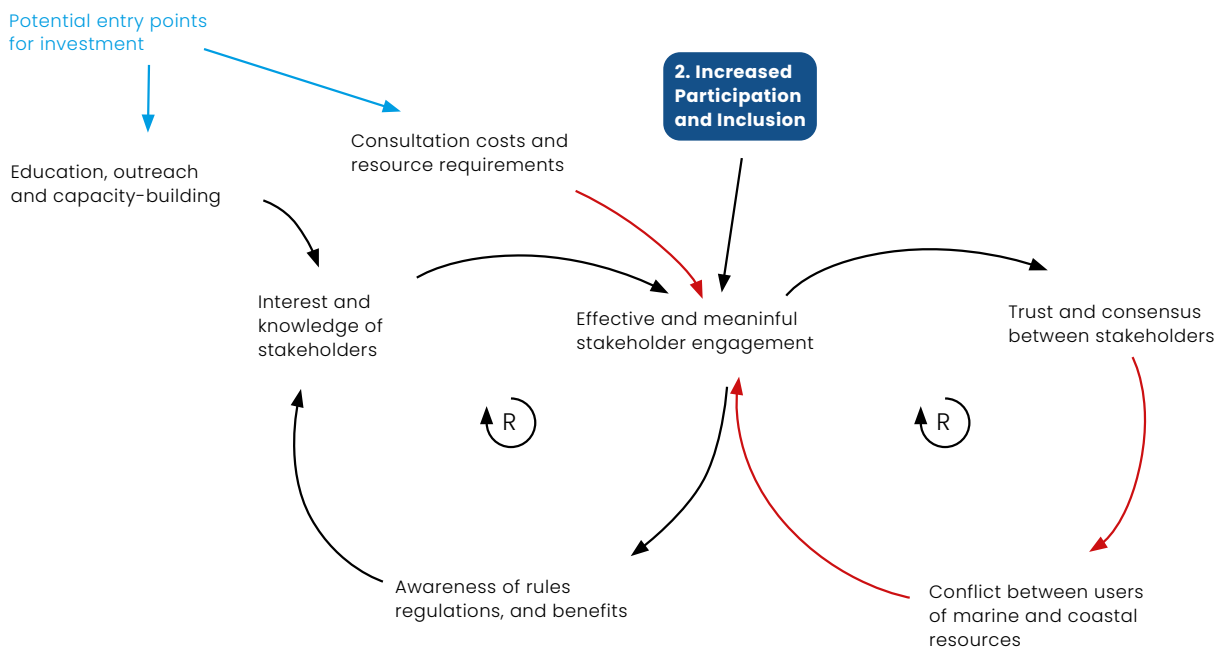 Potential entry points
for investment
2. Increased
Participation
and Inclusion
Consultation costs and
resource requirements
Education, outreach
and capacity-building
Interest and
knowledge of
stakeholders
Effective and meaninful
stakeholder engagement
Trust and consensus
between stakeholders
R
R
Awareness of rules
regulations, and benefits
Conflict between users
of marine and coastal
resources